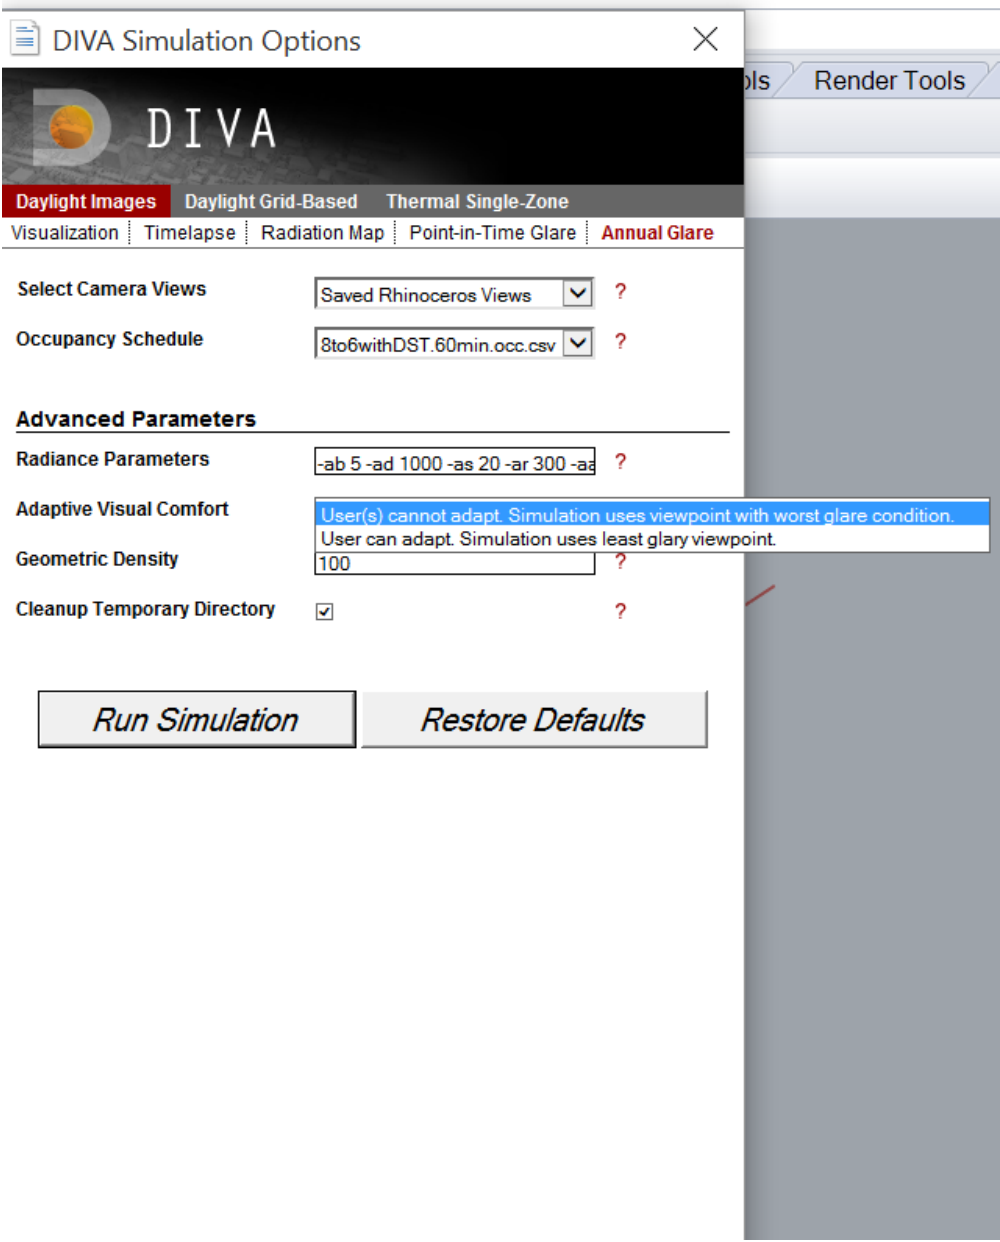 DIVA Simulation Options
ols Render Tools
DIVA
Daylight Images Daylight Grid-Based Thermal Single-Zone
Visualization Timelapse Radiation Map Point-in-Time Glare Annual Glare
Select Camera Views Saved Rhinoceros Views ?
Occupancy Schedule 8to6withDST.60min.occ.csv ?
Advanced Parameters
Radiance Parameters -ab 5 -ad 1000 -as 20 -ar 300 -aa ?
Adaptive Visual Comfort User(s) cannot adapt. Simulation uses viewpoint with worst glare condition.
User can adapt. Simulation uses least glary viewpoint.
Geometric Density 100 ?
Cleanup Temporary Directory ?
Run Simulation Restore Defaults